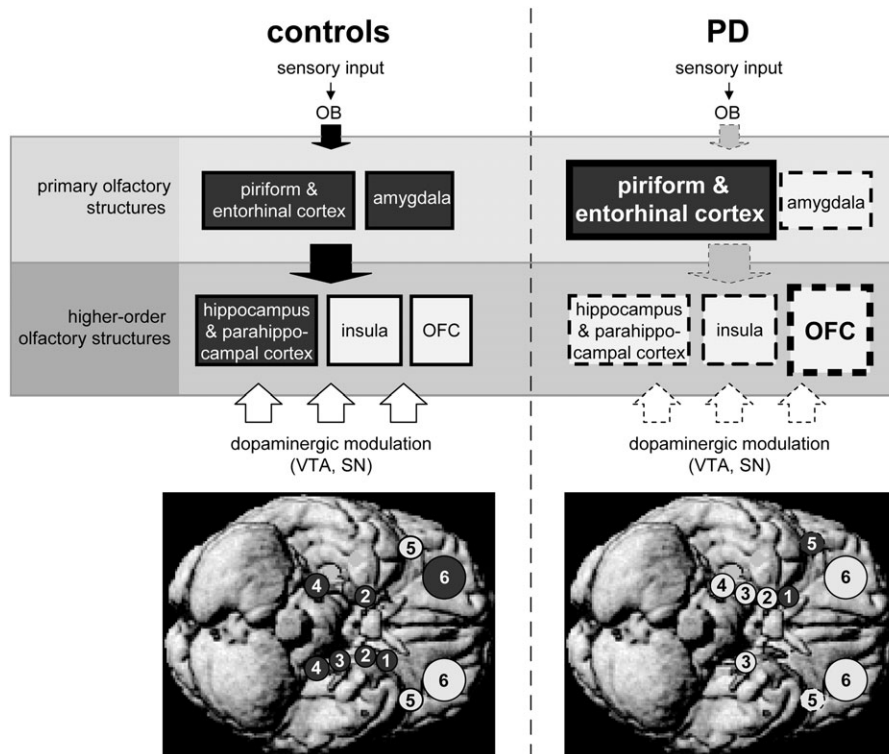 controls
PD
sensory input
sensory input
OB
OB
primary olfactory
structures
piriform &
entorhinal cortex
amygdala
piriform &
entorhinal cortex
amygdala
higher-order
olfactory structures
hippocampus
& parahippo-
campal cortex
insula
OFC
hippocampus
& parahippo-
campal cortex
insula
OFC
dopaminergic modulation
(VTA, SN)
dopaminergic modulation
(VTA, SN)
5
6
4
2
4
3
2
1
5
6
5
6
4
3
2
1
3
5
6